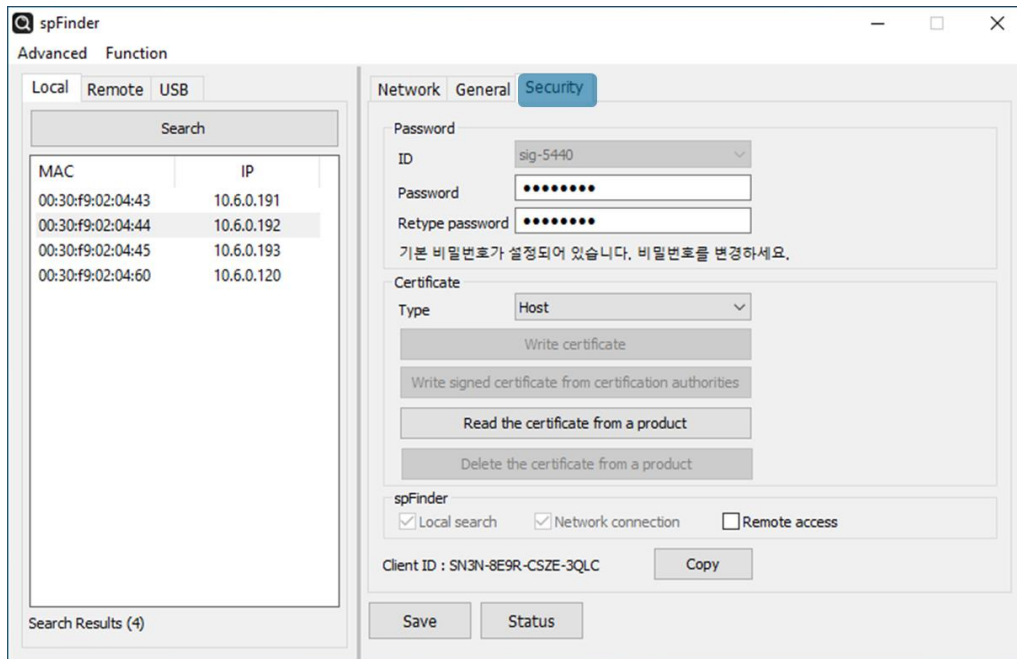 spFinder
Advanced Function
Local Remote USB
Search
MAC IP
00:30:f9:02:04:43 10.6.0.191
00:30:f9:02:04:44 10.6.0.192
00:30:f9:02:04:45 10.6.0.193
00:30:f9:02:04:60 10.6.0.120
Search Results (4)
Network General Security
Password
ID sig-5440
Password ●●●●●●●●
Retype password ●●●●●●●●
기본 비밀번호가 설정되어 있습니다. 비밀번호를 변경하세요.
Certificate
Type Host
Write certificate
Write signed certificate from certification authorities
Read the certificate from a product
Delete the certificate from a product
spFinder
Local search Network connection Remote access
Client ID : SN3N-8E9R-CSZE-3QLC Copy
Save Status